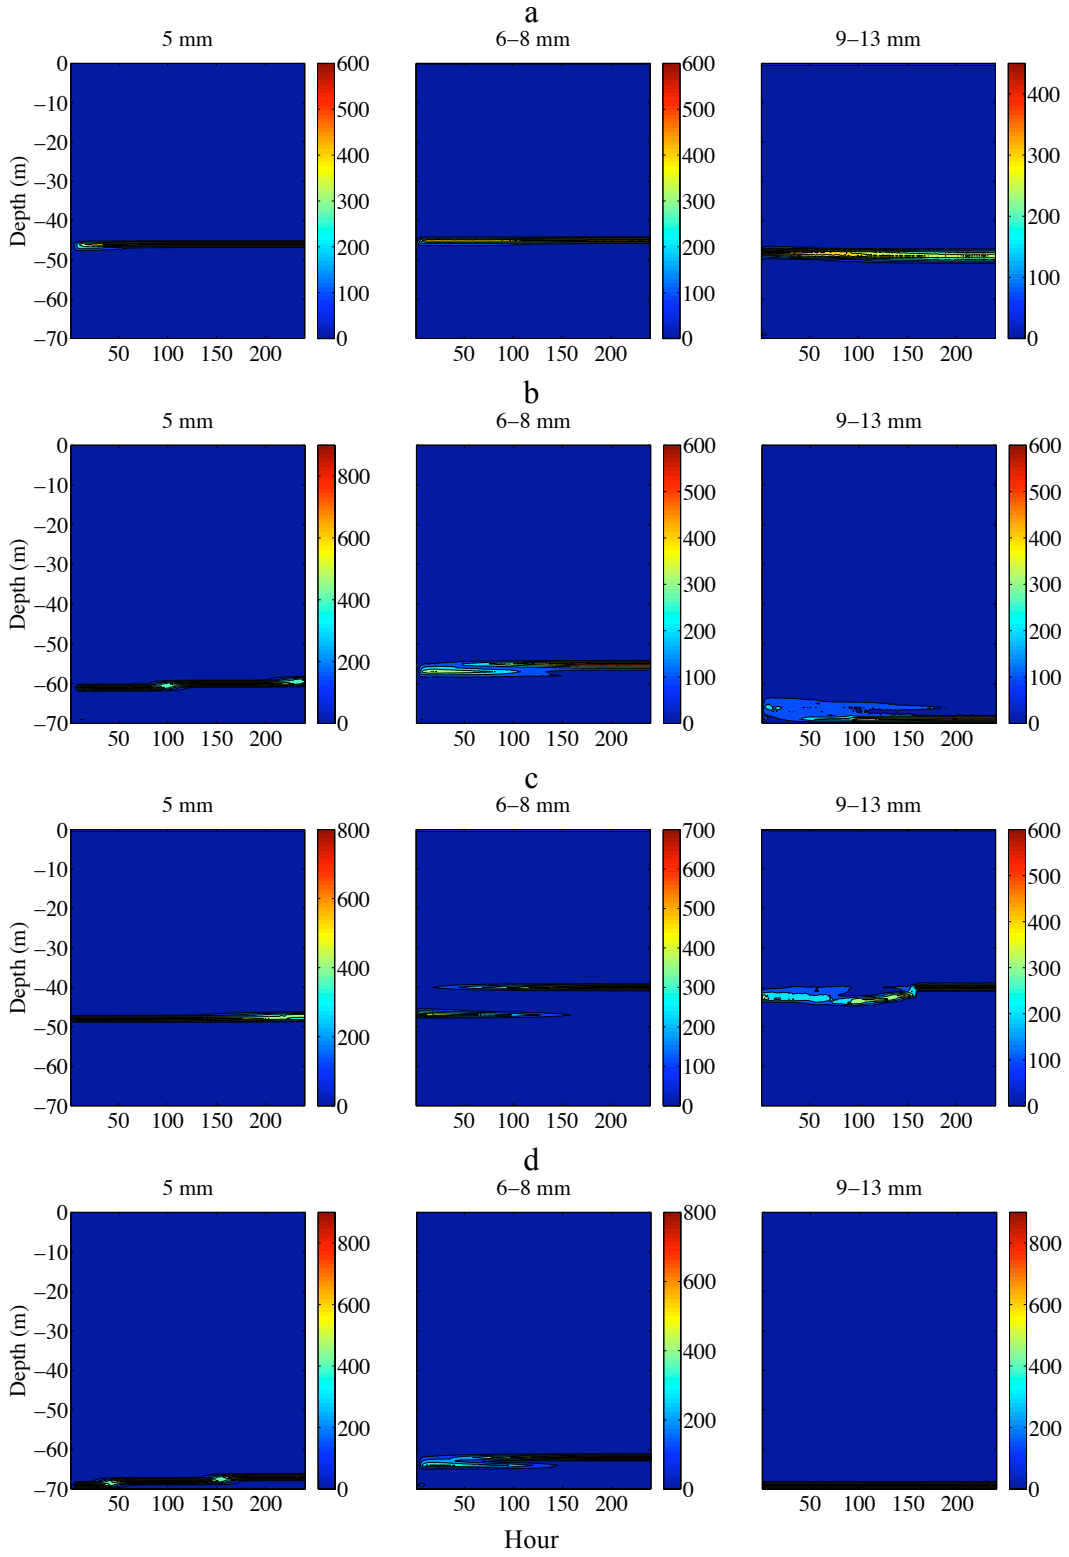 a
5 mm 6–8 mm 9–13 mm
0 600 600
–10 500 500 400
–20 400 400 300
–30 Depth (m) 300 300
–40 200 200 200
–50 100 100 100
–60
–70 0 0 0
50 100 150 200 50 100 150 200 50 100 150 200
b
5 mm 6–8 mm 9–13 mm
0 600 600
–10 800 500 500
–20 600 400 400
–30 Depth (m) 400 300 300
–40 200 200
–50 200 100 100
–60
–70 0 0 0
50 100 150 200 50 100 150 200 50 100 150 200
c
5 mm 6–8 mm 9–13 mm
0 800 700 600
–10 600 600 500
–20 500 400
–30 Depth (m) 400 400 300
–40 300 200
–50 200 200 100
–60 100
–70 0 0 0
50 100 150 200 50 100 150 200 50 100 150 200
d
5 mm 6–8 mm 9–13 mm
0 800
–10 800 600 800
–20 600 600
–30 Depth (m) 400 400 400
–40
–50 200 200 200
–60
–70 0 0 0
50 100 150 200 50 100 150 200 50 100 150 200
Hour